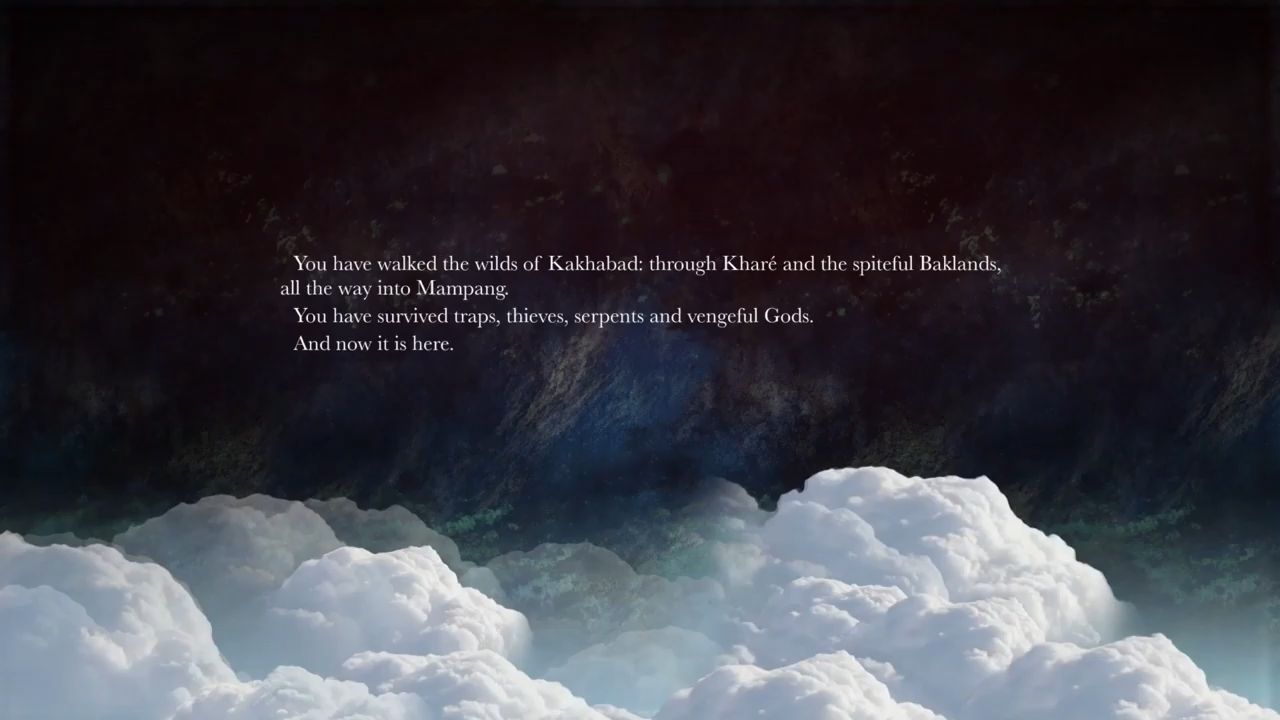 You have walked the wilds of Kakhabad: through Kharé and the spiteful Baklands,
all the way into Mampang.
You have survived traps, thieves, serpents and vengeful Gods.
And now it is here.